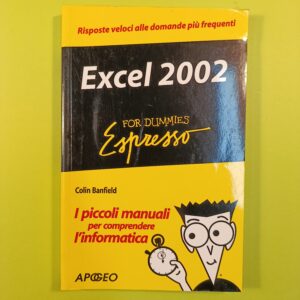 Risposte veloci alle domande più frequenti
Excel 2002
FOR DUMMIES
Espresso
Colin Banfield
I piccoli manuali
per comprendere
l'informatica
APOGEO